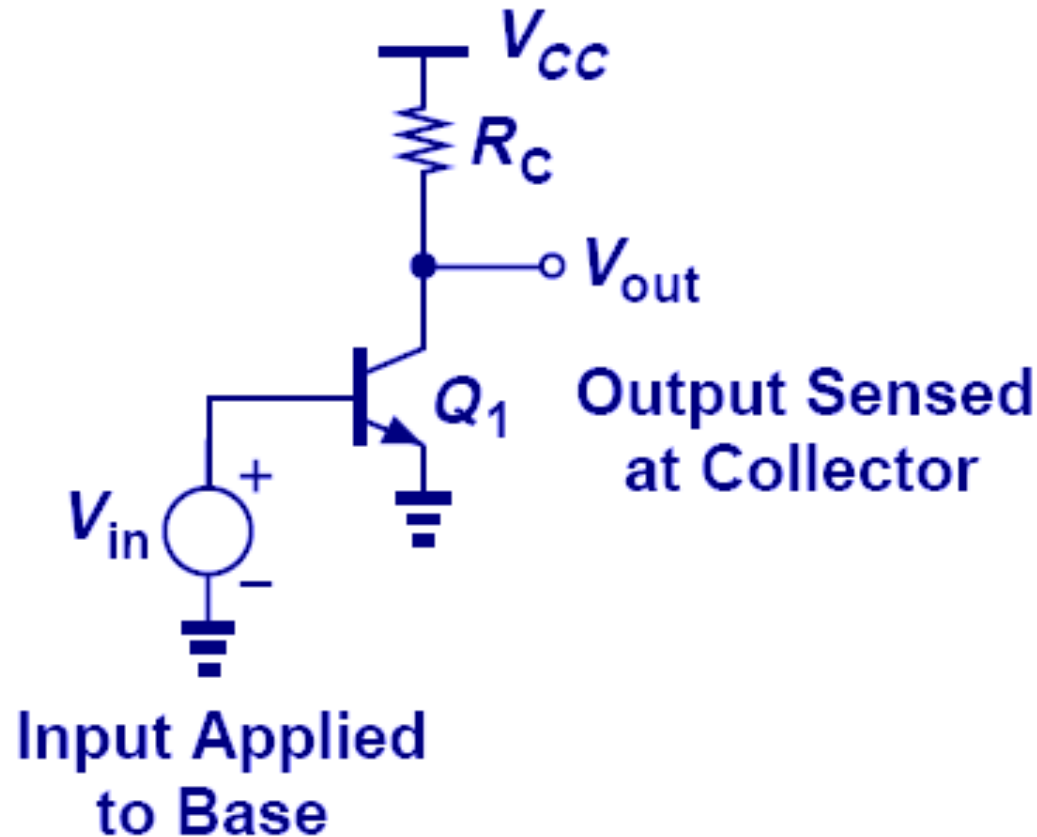 VCC
RC
Vout
Q1
Output Sensed
at Collector
+
Vin
−
Input Applied
to Base